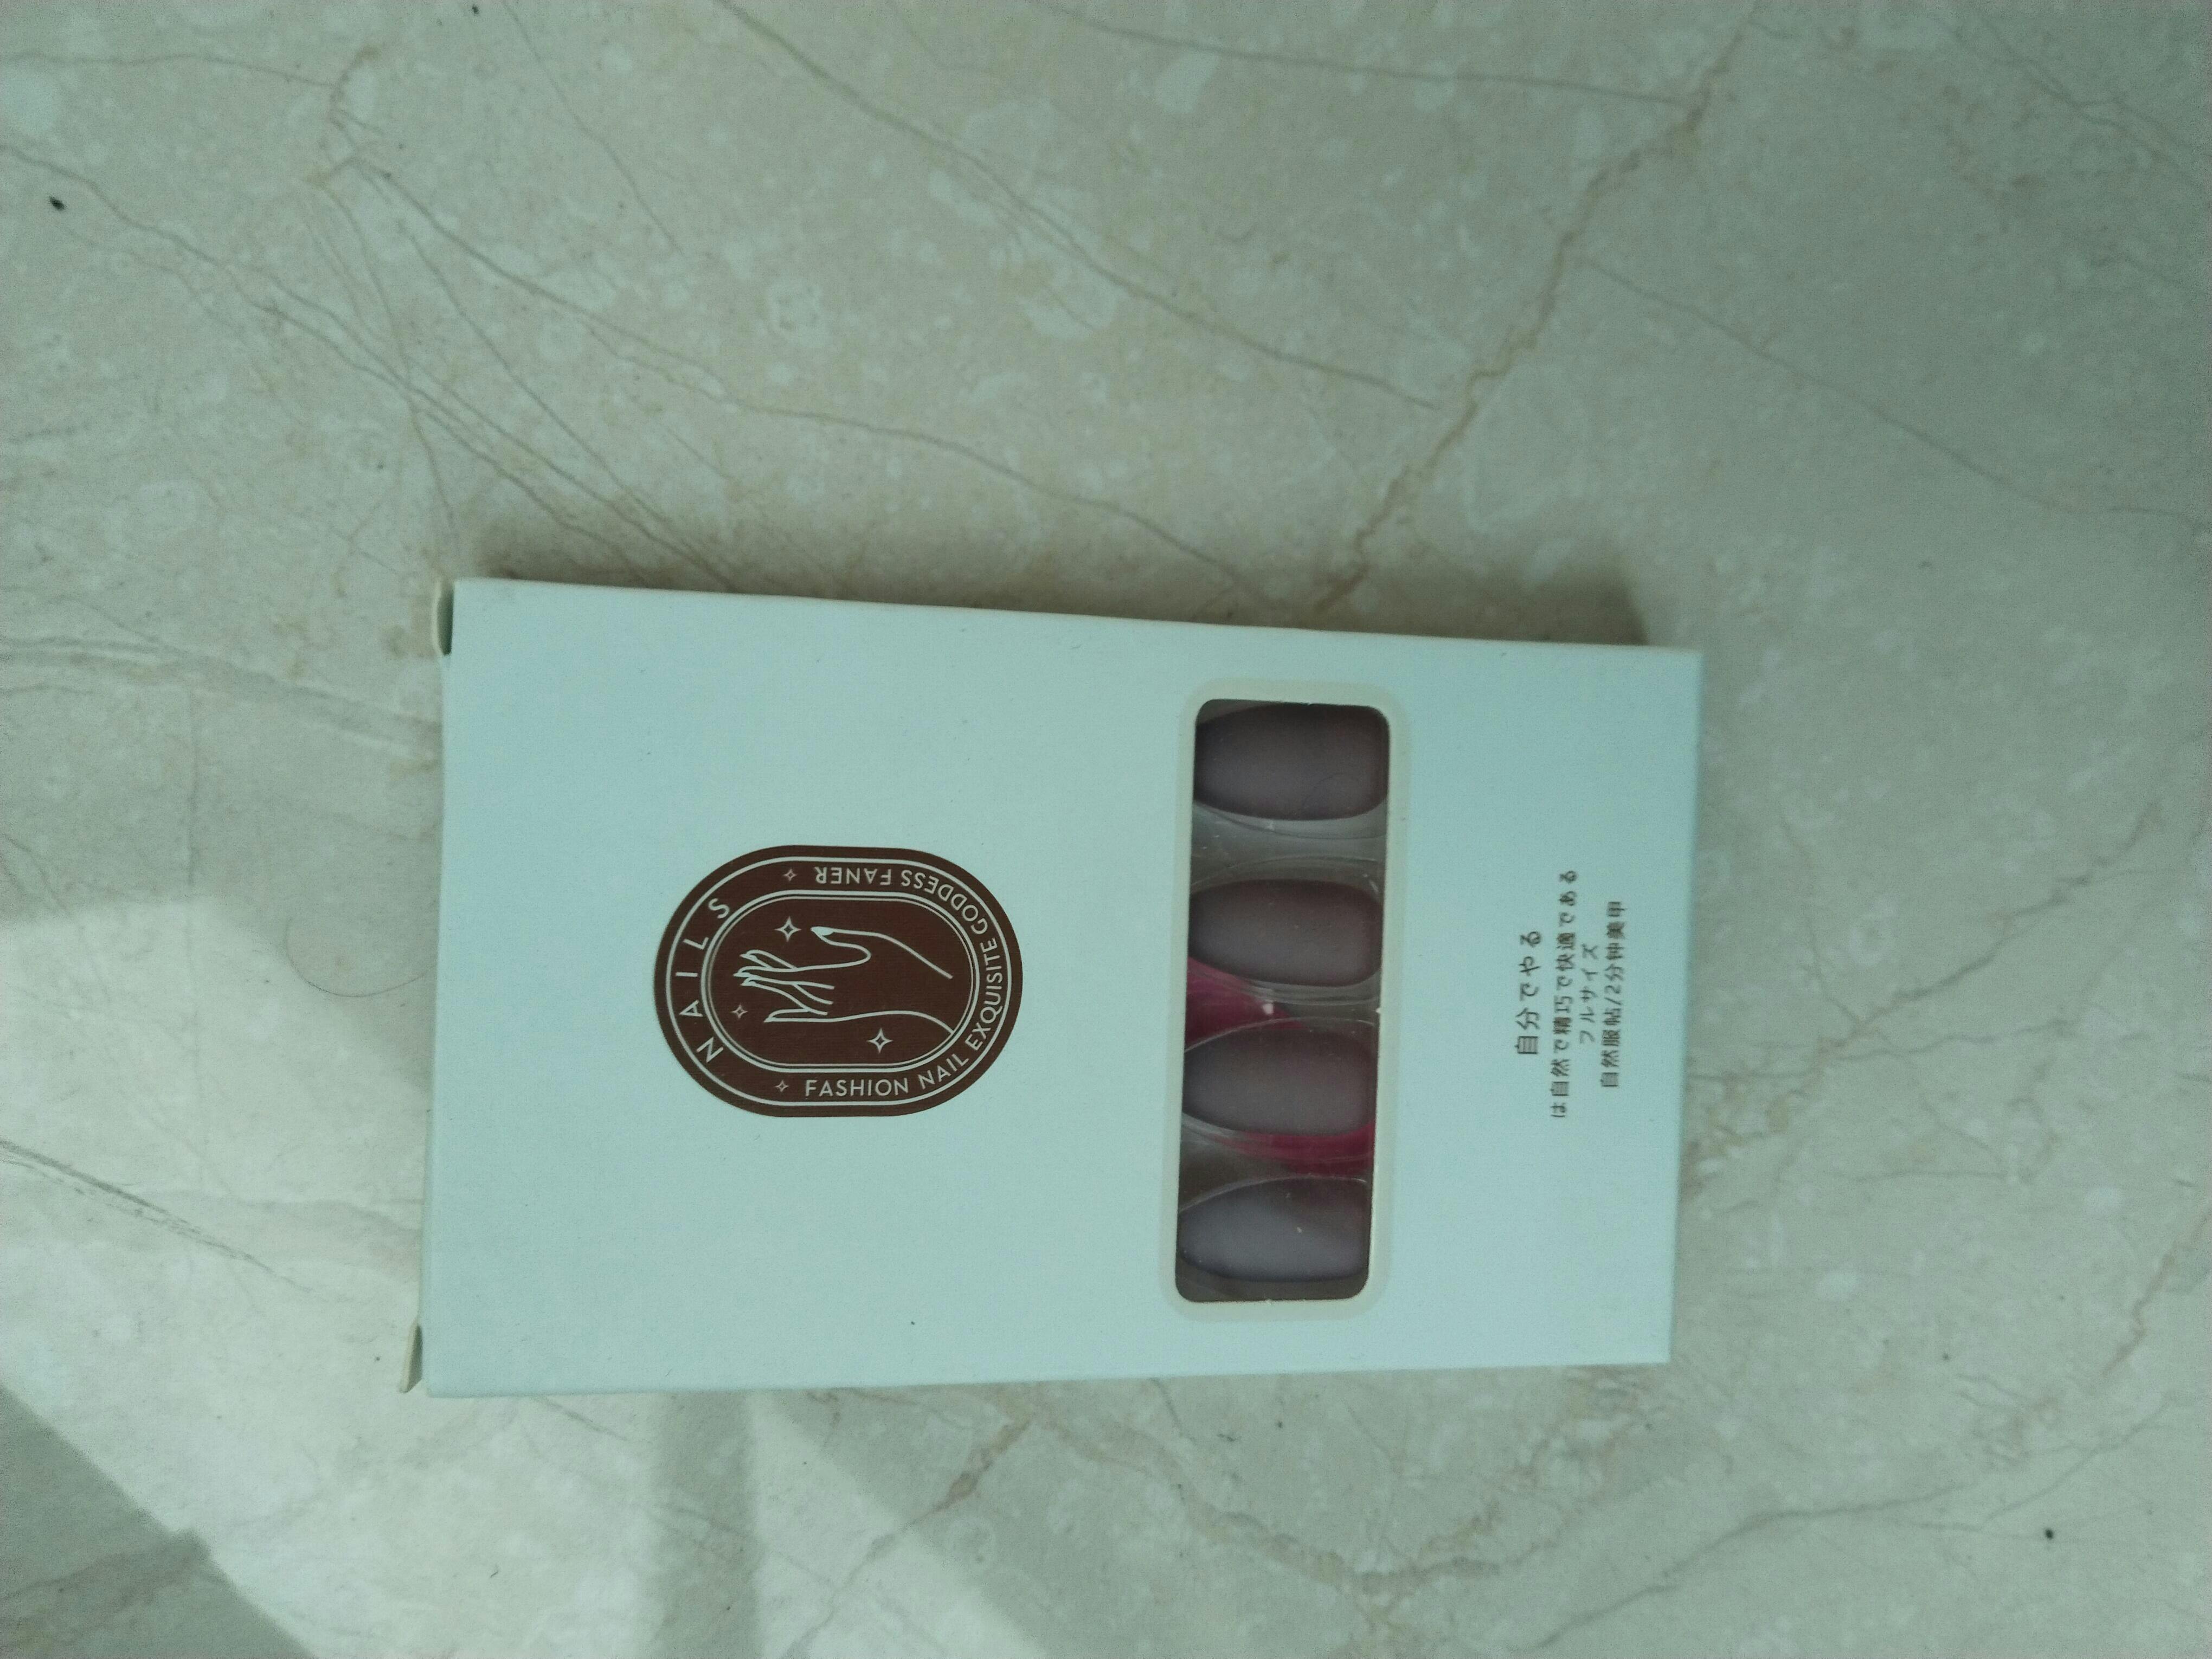 NAILS
FASHION NAIL EXQUISITE GODDESS FANER
自分でやる
は自然で精巧で快適である
フルサイズ
自然服帖/2分钟美甲